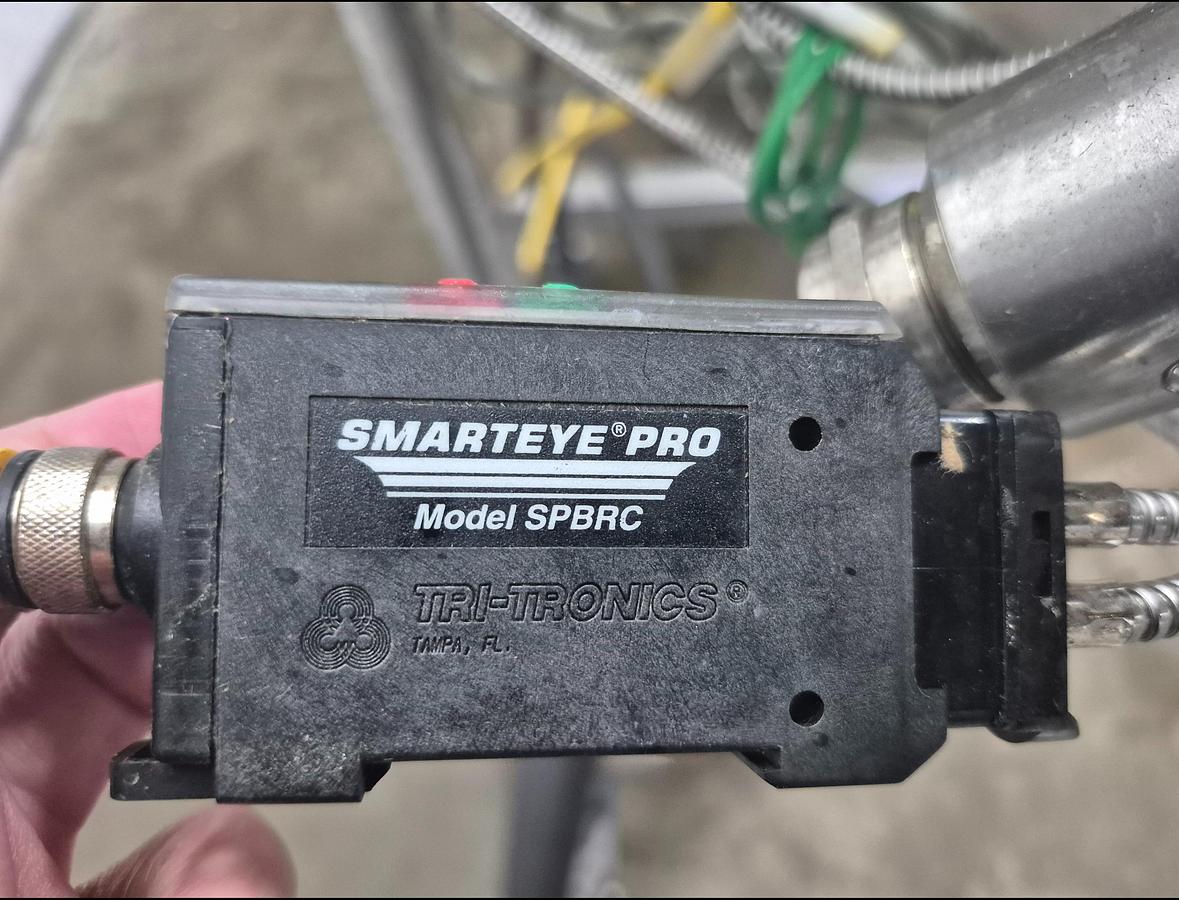 SMARTEYE® PRO
Model SPBRC
TRI-TRONICS®
TAMPA, FL.